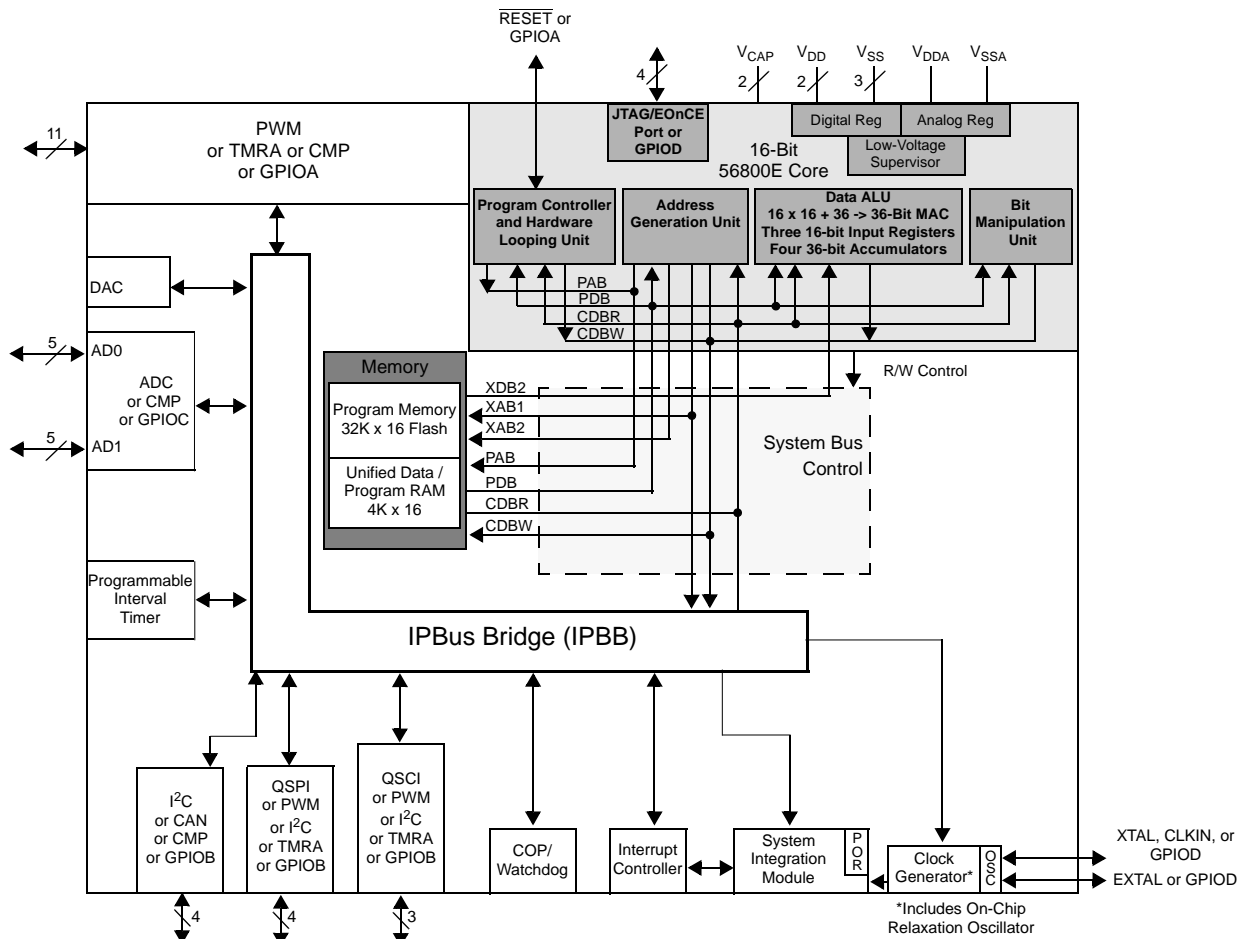 RESET or
GPIOA
4
V_CAP
V_DD
V_SS
V_DDA
V_SSA
2
2
3
11
PWM
or TMRA or CMP
or GPIOA
JTAG/EOnCE
Port or
GPIOD
16-Bit
56800E Core
Digital Reg
Analog Reg
Low-Voltage
Supervisor
Program Controller
and Hardware
Looping Unit
Address
Generation Unit
Data ALU
16 x 16 + 36 -> 36-Bit MAC
Three 16-bit Input Registers
Four 36-bit Accumulators
Bit
Manipulation
Unit
PAB
PDB
CDBR
CDBW
DAC
5
AD0
ADC
or CMP
or GPIOC
5
AD1
Memory
Program Memory
32K x 16 Flash
Unified Data /
Program RAM
4K x 16
XDB2
XAB1
XAB2
PAB
PDB
CDBR
CDBW
R/W Control
System Bus
Control
Programmable
Interval
Timer
IPBus Bridge (IPBB)
I²C
or CAN
or CMP
or GPIOB
4
QSPI
or PWM
or I²C
or TMRA
or GPIOB
4
QSCI
or PWM
or I²C
or TMRA
or GPIOB
3
COP/
Watchdog
Interrupt
Controller
System
Integration
Module
POR
Clock
Generator*
OSC
XTAL, CLKIN, or
GPIOD
EXTAL or GPIOD
*Includes On-Chip
Relaxation Oscillator